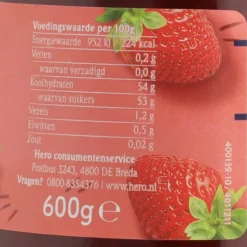 Voedingswaarde per 100g
Energiewaarde 952 kJ/224 kcal
Vetten 0,2 g
waarvan verzadigd 0,0 g
Koolhydraten 54 g
waarvan suikers 53 g
Vezels 1,2 g
Eiwitten 0,5 g
Zout 0,02 g
Hero consumentenservice
Postbus 3243, 4800 DE Breda
Vragen? 0800 8354376 | www.hero.nl
600g e